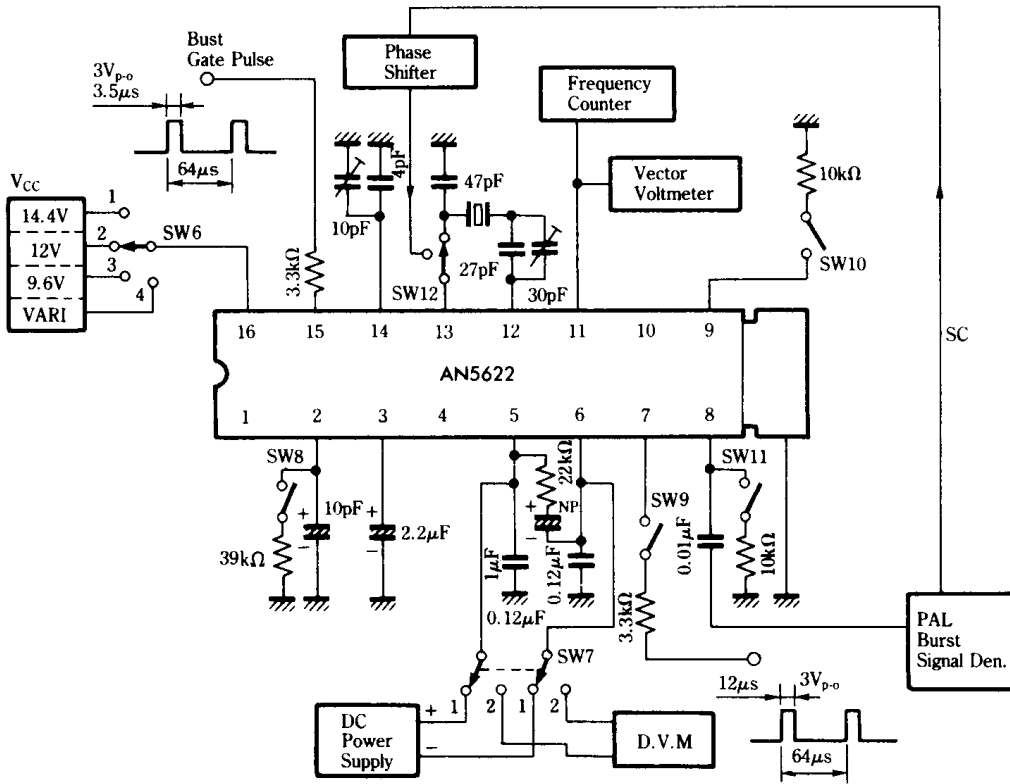 Bust
Gate Pulse
3Vp-o
3.5μs
64μs
Phase
Shifter
Frequency
Counter
Vector
Voltmeter
VCC
14.4V
12V
9.6V
VARI
1
2
3
4
SW6
3.3kΩ
10pF
4pF
47pF
27pF
30pF
SW12
10kΩ
SW10
SC
16
15
14
13
12
11
10
9
AN5622
1
2
3
4
5
6
7
8
SW8
39kΩ
+
10pF
-
+
2.2μF
-
22kΩ
+
NP
-
1μF
0.12μF
0.12μF
SW9
3.3kΩ
0.01μF
SW11
10kΩ
SW7
1
2
1
2
DC
Power
Supply
+
-
D.V.M
PAL
Burst
Signal Den.
12μs
3Vp-o
64μs